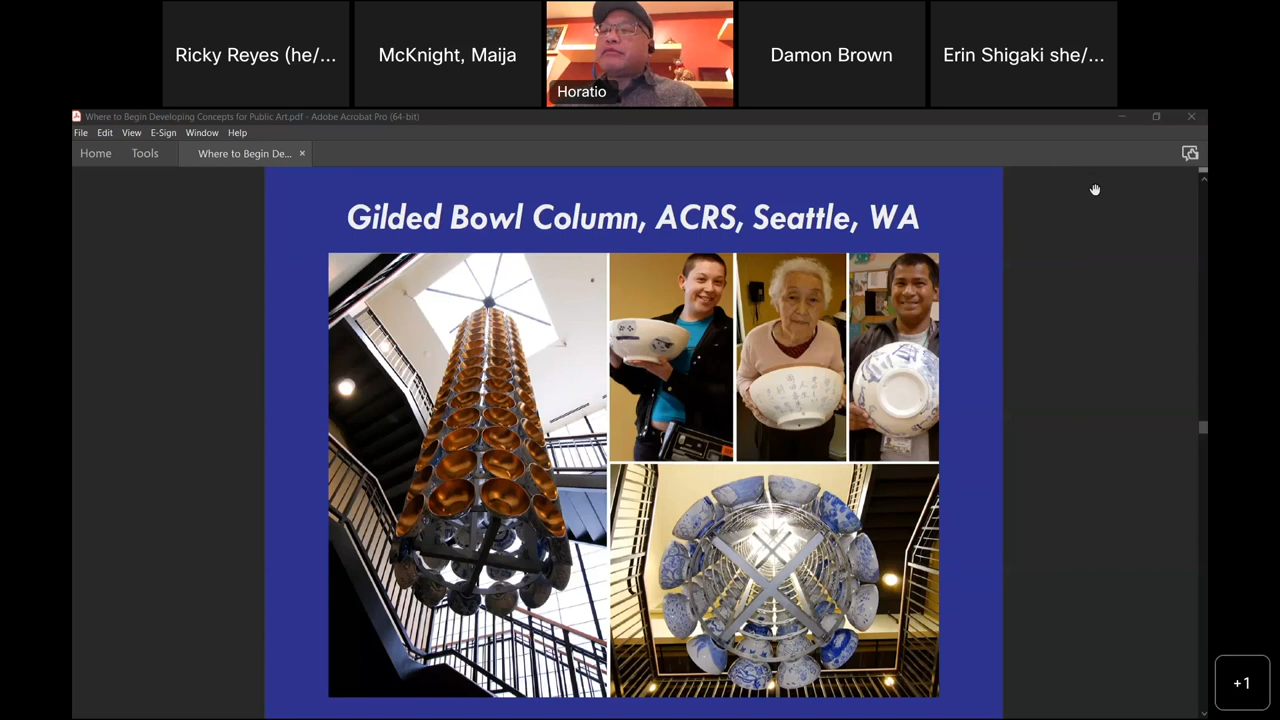 Ricky Reyes (he/...
McKnight, Maija
Horatio
Damon Brown
Erin Shigaki she/...
Where to Begin Developing Concepts for Public Art.pdf - Adobe Acrobat Pro (64-bit)
File Edit View E-Sign Window Help
Home Tools Where to Begin De... ×
Gilded Bowl Column, ACRS, Seattle, WA
+1